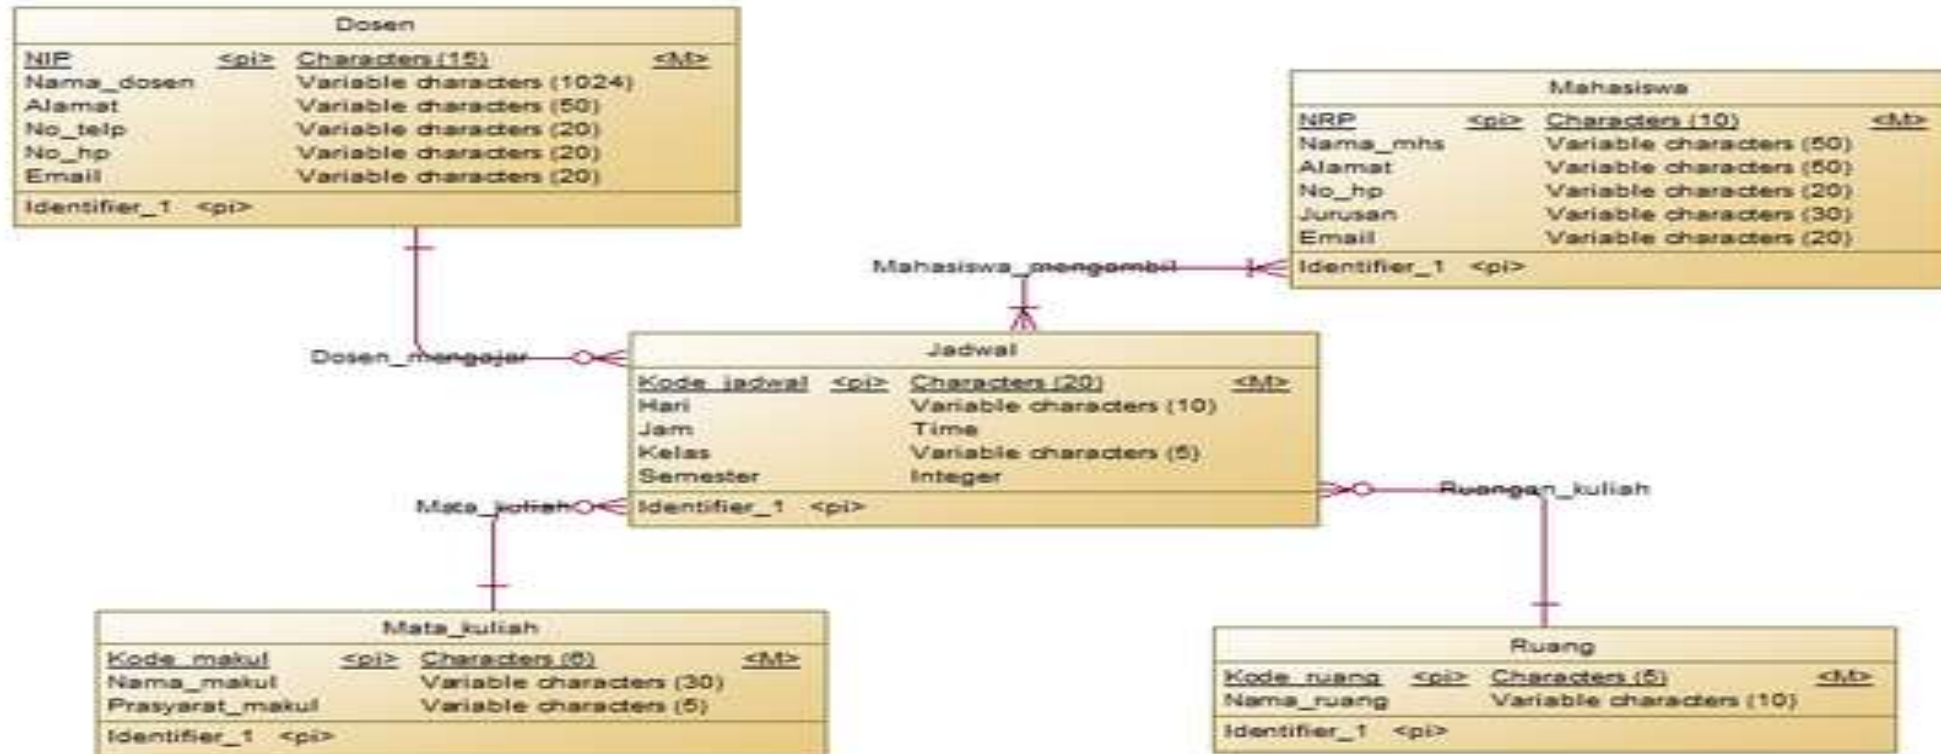 Dosen
NIP <pi> Characters (15) <M>
Nama_dosen Variable characters (1024)
Alamat Variable characters (50)
No_telp Variable characters (20)
No_hp Variable characters (20)
Email Variable characters (20)
Identifier_1 <pi>
Mahasiswa
NRP <pi> Characters (10) <M>
Nama_mhs Variable characters (50)
Alamat Variable characters (50)
No_hp Variable characters (20)
Jurusan Variable characters (30)
Email Variable characters (20)
Identifier_1 <pi>
Mahasiswa_mengambil
Dosen_mengajar
Jadwal
Kode_jadwal <pi> Characters (20) <M>
Hari Variable characters (10)
Jam Time
Kelas Variable characters (5)
Semester Integer
Identifier_1 <pi>
Mata_kuliah
Ruangan_kuliah
Mata_kuliah
Kode_makul <pi> Characters (6) <M>
Nama_makul Variable characters (30)
Prasyarat_makul Variable characters (5)
Identifier_1 <pi>
Ruang
Kode_ruang <pi> Characters (5) <M>
Nama_ruang Variable characters (10)
Identifier_1 <pi>